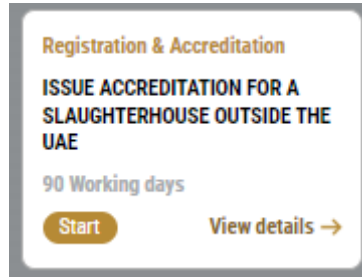 Registration & Accreditation
ISSUE ACCREDITATION FOR A
SLAUGHTERHOUSE OUTSIDE THE
UAE
90 Working days
Start
View details →